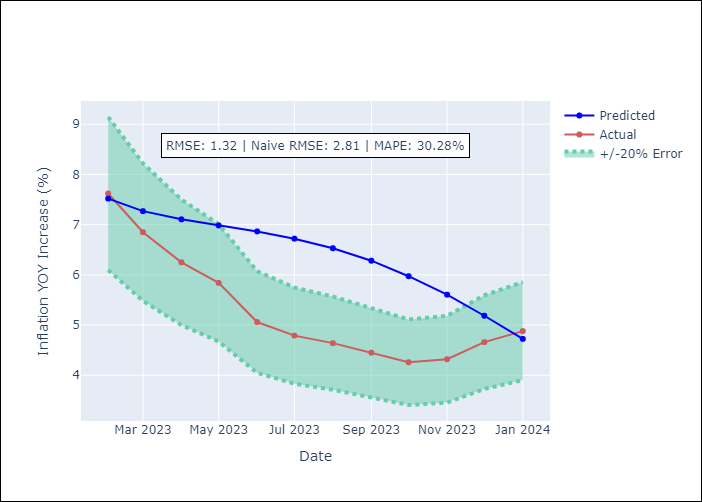 RMSE: 1.32 | Naive RMSE: 2.81 | MAPE: 30.28%
Predicted
Actual
+/-20% Error
Inflation YOY Increase (%)
9
8
7
6
5
4
Mar 2023 May 2023 Jul 2023 Sep 2023 Nov 2023 Jan 2024
Date